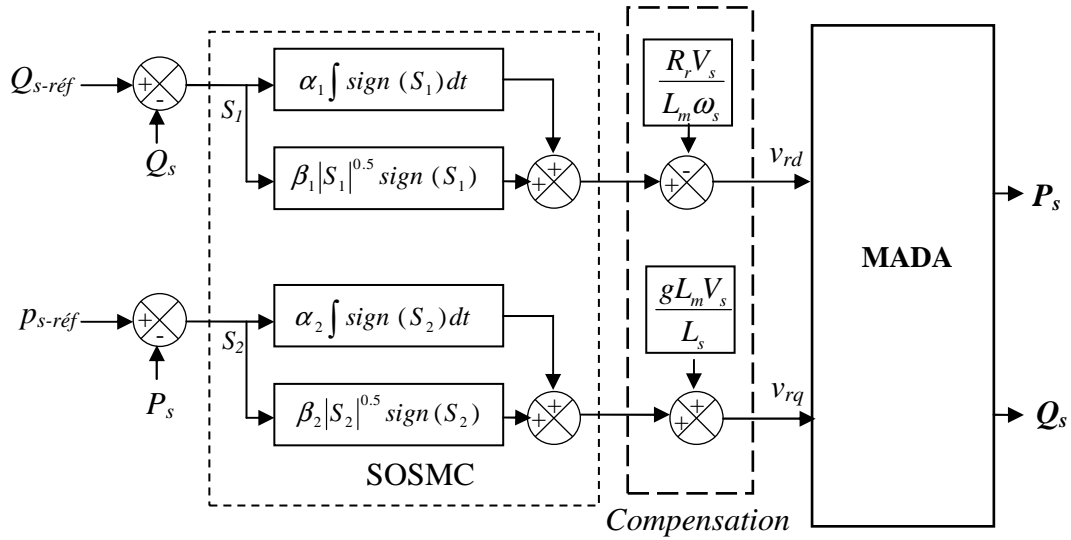 Q_{s-réf}
+
-
Q_s
S_1
α_1 ∫ sign (S_1) dt
β_1 |S_1|^{0.5} sign (S_1)
+
+
R_r V_s / L_m ω_s
-
+
v_{rd}
P_s
MADA
p_{s-réf}
+
-
P_s
S_2
α_2 ∫ sign (S_2) dt
β_2 |S_2|^{0.5} sign(S_2)
+
+
g L_m V_s / L_s
+
+
v_{rq}
Q_s
SOSMC
Compensation